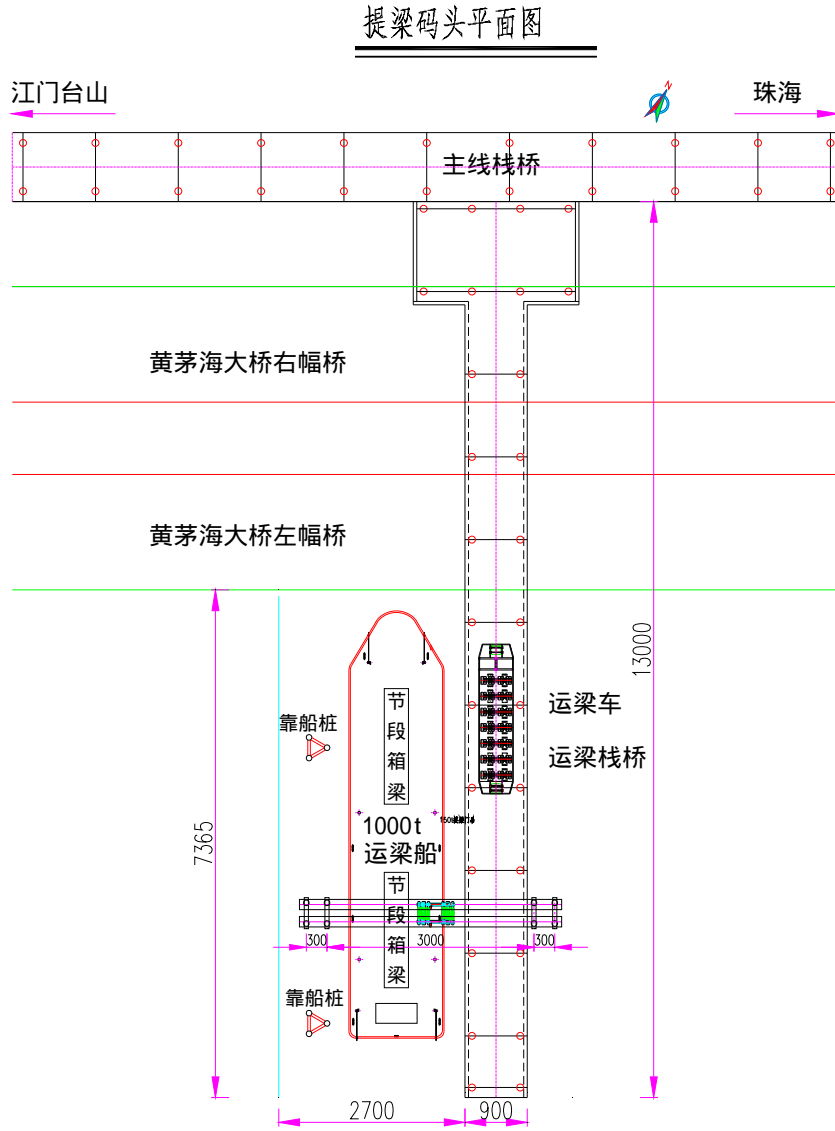 提梁码头平面图
江门台山
N
珠海
主线栈桥
黄茅海大桥右幅桥
黄茅海大桥左幅桥
13000
节段箱梁
运梁车
靠船桩
运梁栈桥
7365
1000t
运梁船
节段箱梁
300
3000
300
靠船桩
2700
900